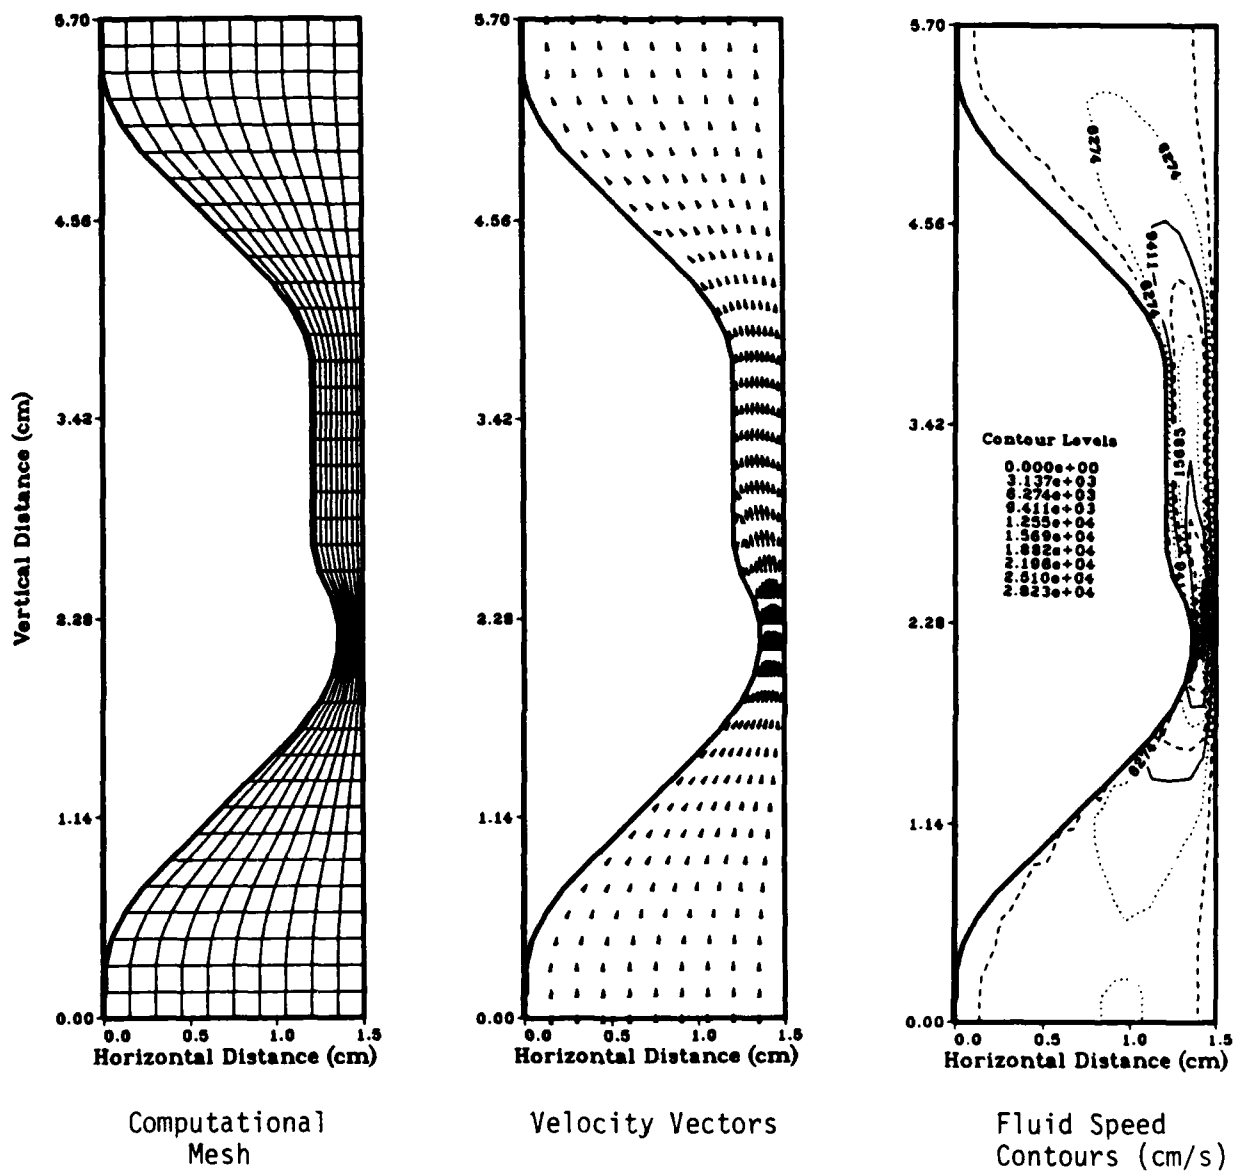 5.70
4.56
3.42
2.28
1.14
0.00
Vertical Distance (cm)
0.0 0.5 1.0 1.5
Horizontal Distance (cm)
Computational
Mesh
5.70
4.56
3.42
2.28
1.14
0.00
0.0 0.5 1.0 1.5
Horizontal Distance (cm)
Velocity Vectors
5.70
4.56
3.42
2.28
1.14
0.00
6274
9411
6274
15685
6274
Contour Levels
0.000e+00
3.137e+03
6.274e+03
9.411e+03
1.255e+04
1.569e+04
1.882e+04
2.196e+04
2.510e+04
2.823e+04
0.0 0.5 1.0 1.5
Horizontal Distance (cm)
Fluid Speed
Contours (cm/s)